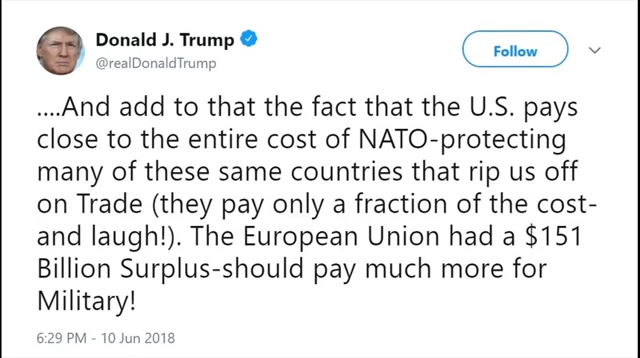 Donald J. Trump
@realDonaldTrump
Follow
....And add to that the fact that the U.S. pays
close to the entire cost of NATO-protecting
many of these same countries that rip us off
on Trade (they pay only a fraction of the cost-
and laugh!). The European Union had a $151
Billion Surplus-should pay much more for
Military!
6:29 PM - 10 Jun 2018